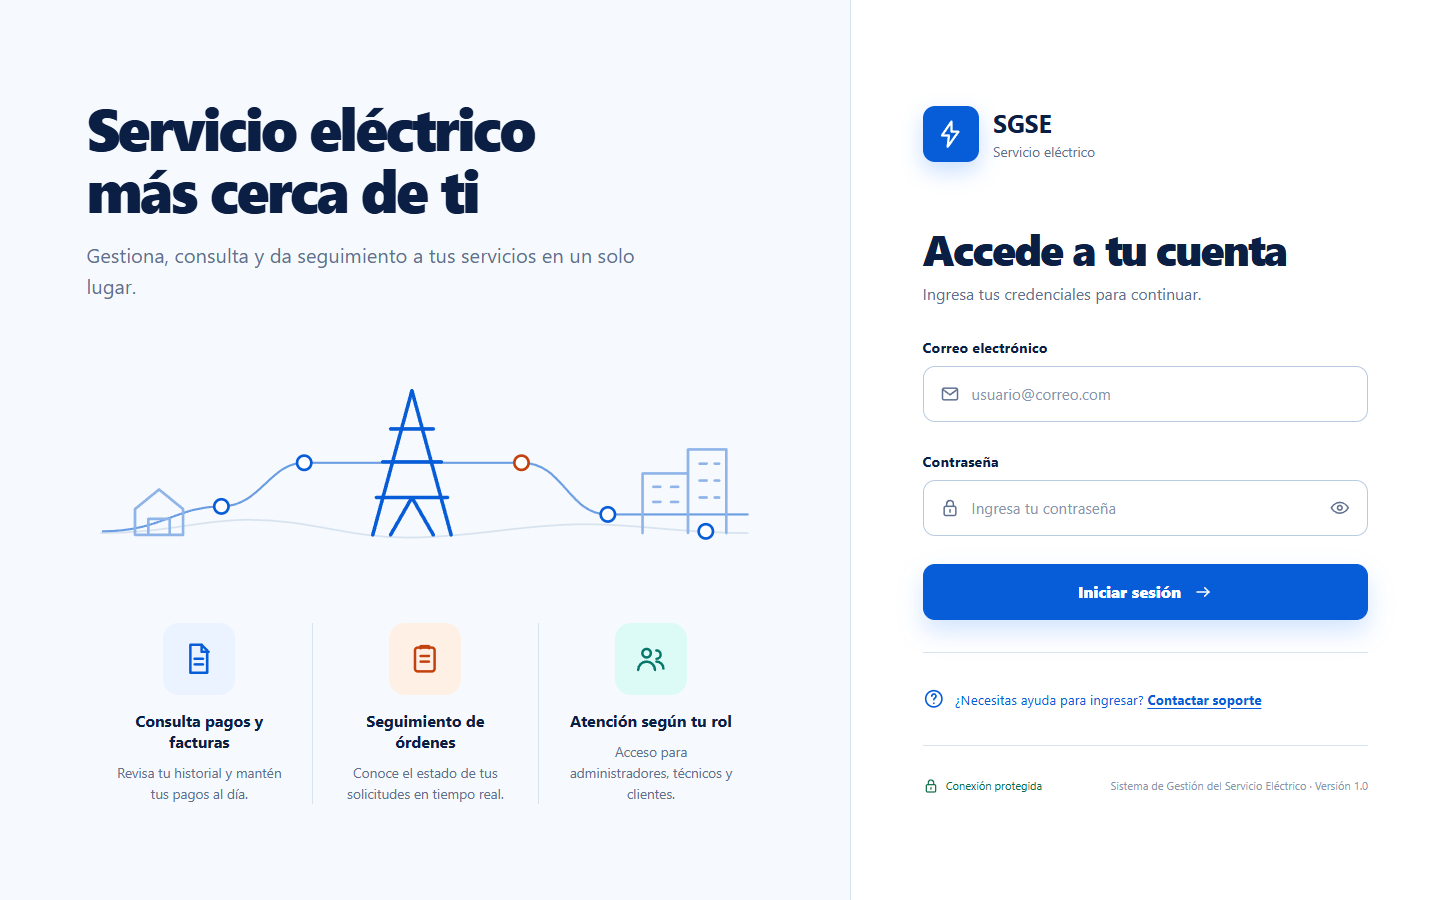 Servicio eléctrico
más cerca de ti
Gestiona, consulta y da seguimiento a tus servicios en un solo
lugar.
Consulta pagos y
facturas
Revisa tu historial y mantén
tus pagos al día.
Seguimiento de
órdenes
Conoce el estado de tus
solicitudes en tiempo real.
Atención según tu rol
Acceso para
administradores, técnicos y
clientes.
SGSE
Servicio eléctrico
Accede a tu cuenta
Ingresa tus credenciales para continuar.
Correo electrónico
usuario@correo.com
Contraseña
Ingresa tu contraseña
Iniciar sesión →
¿Necesitas ayuda para ingresar? Contactar soporte
Conexión protegida
Sistema de Gestión del Servicio Eléctrico · Versión 1.0